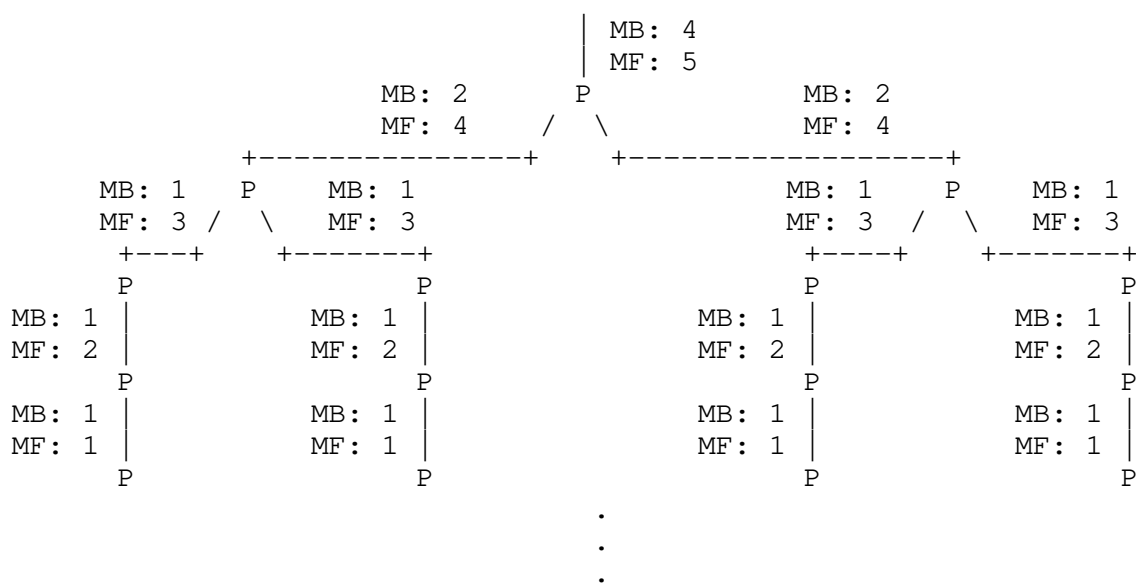 | MB: 4
                                 | MF: 5
                     MB: 2       P             MB: 2
                     MF: 4     /  \            MF: 4
             +---------------+     +------------------+
     MB: 1   P    MB: 1                     MB: 1    P    MB: 1
     MF: 3 /  \   MF: 3                     MF: 3  /  \   MF: 3
      +---+    +-------+                     +----+    +-------+
      P                P                     P                 P
MB: 1 |          MB: 1 |               MB: 1 |           MB: 1 |
MF: 2 |          MF: 2 |               MF: 2 |           MF: 2 |
      P                P                     P                 P
MB: 1 |          MB: 1 |               MB: 1 |           MB: 1 |
MF: 1 |          MF: 1 |               MF: 1 |           MF: 1 |
      P                P                     P                 P
                                 .
                                 .
                                 .